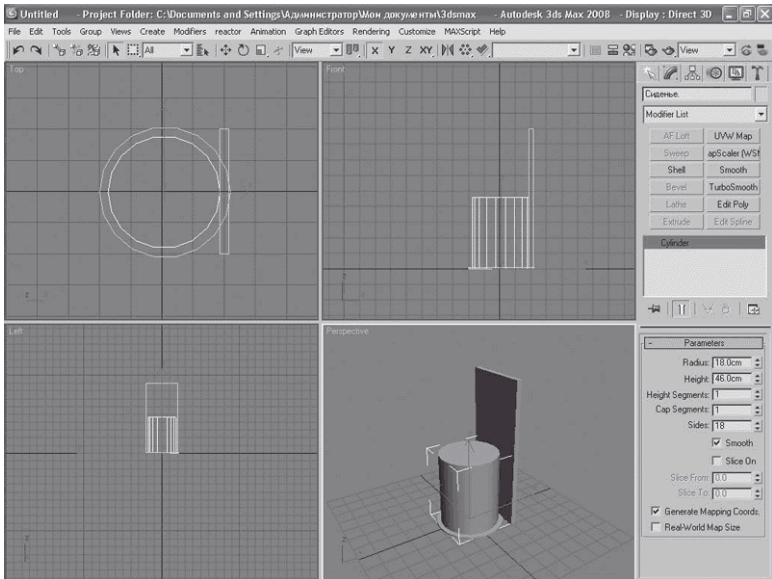 Untitled - Project Folder: C:\Documents and Settings\Администратор\Мои документы\3dsmax - Autodesk 3ds Max 2008 - Display : Direct 3D
File Edit Tools Group Views Create Modifiers reactor Animation Graph Editors Rendering Customize MAXScript Help
All View X Y Z XY View
Top
Front
Сиденье.
Modifier List
AF Loft UVW Map
Sweep apScaler (WSM
Shell Smooth
Bevel TurboSmooth
Lathe Edit Poly
Extrude Edit Spline
Cylinder
Left
Perspective
- Parameters
Radius: 18.0cm
Height: 46.0cm
Height Segments: 1
Cap Segments: 1
Sides: 18
Smooth
Slice On
Slice From: 0.0
Slice To: 0.0
Generate Mapping Coords.
Real-World Map Size